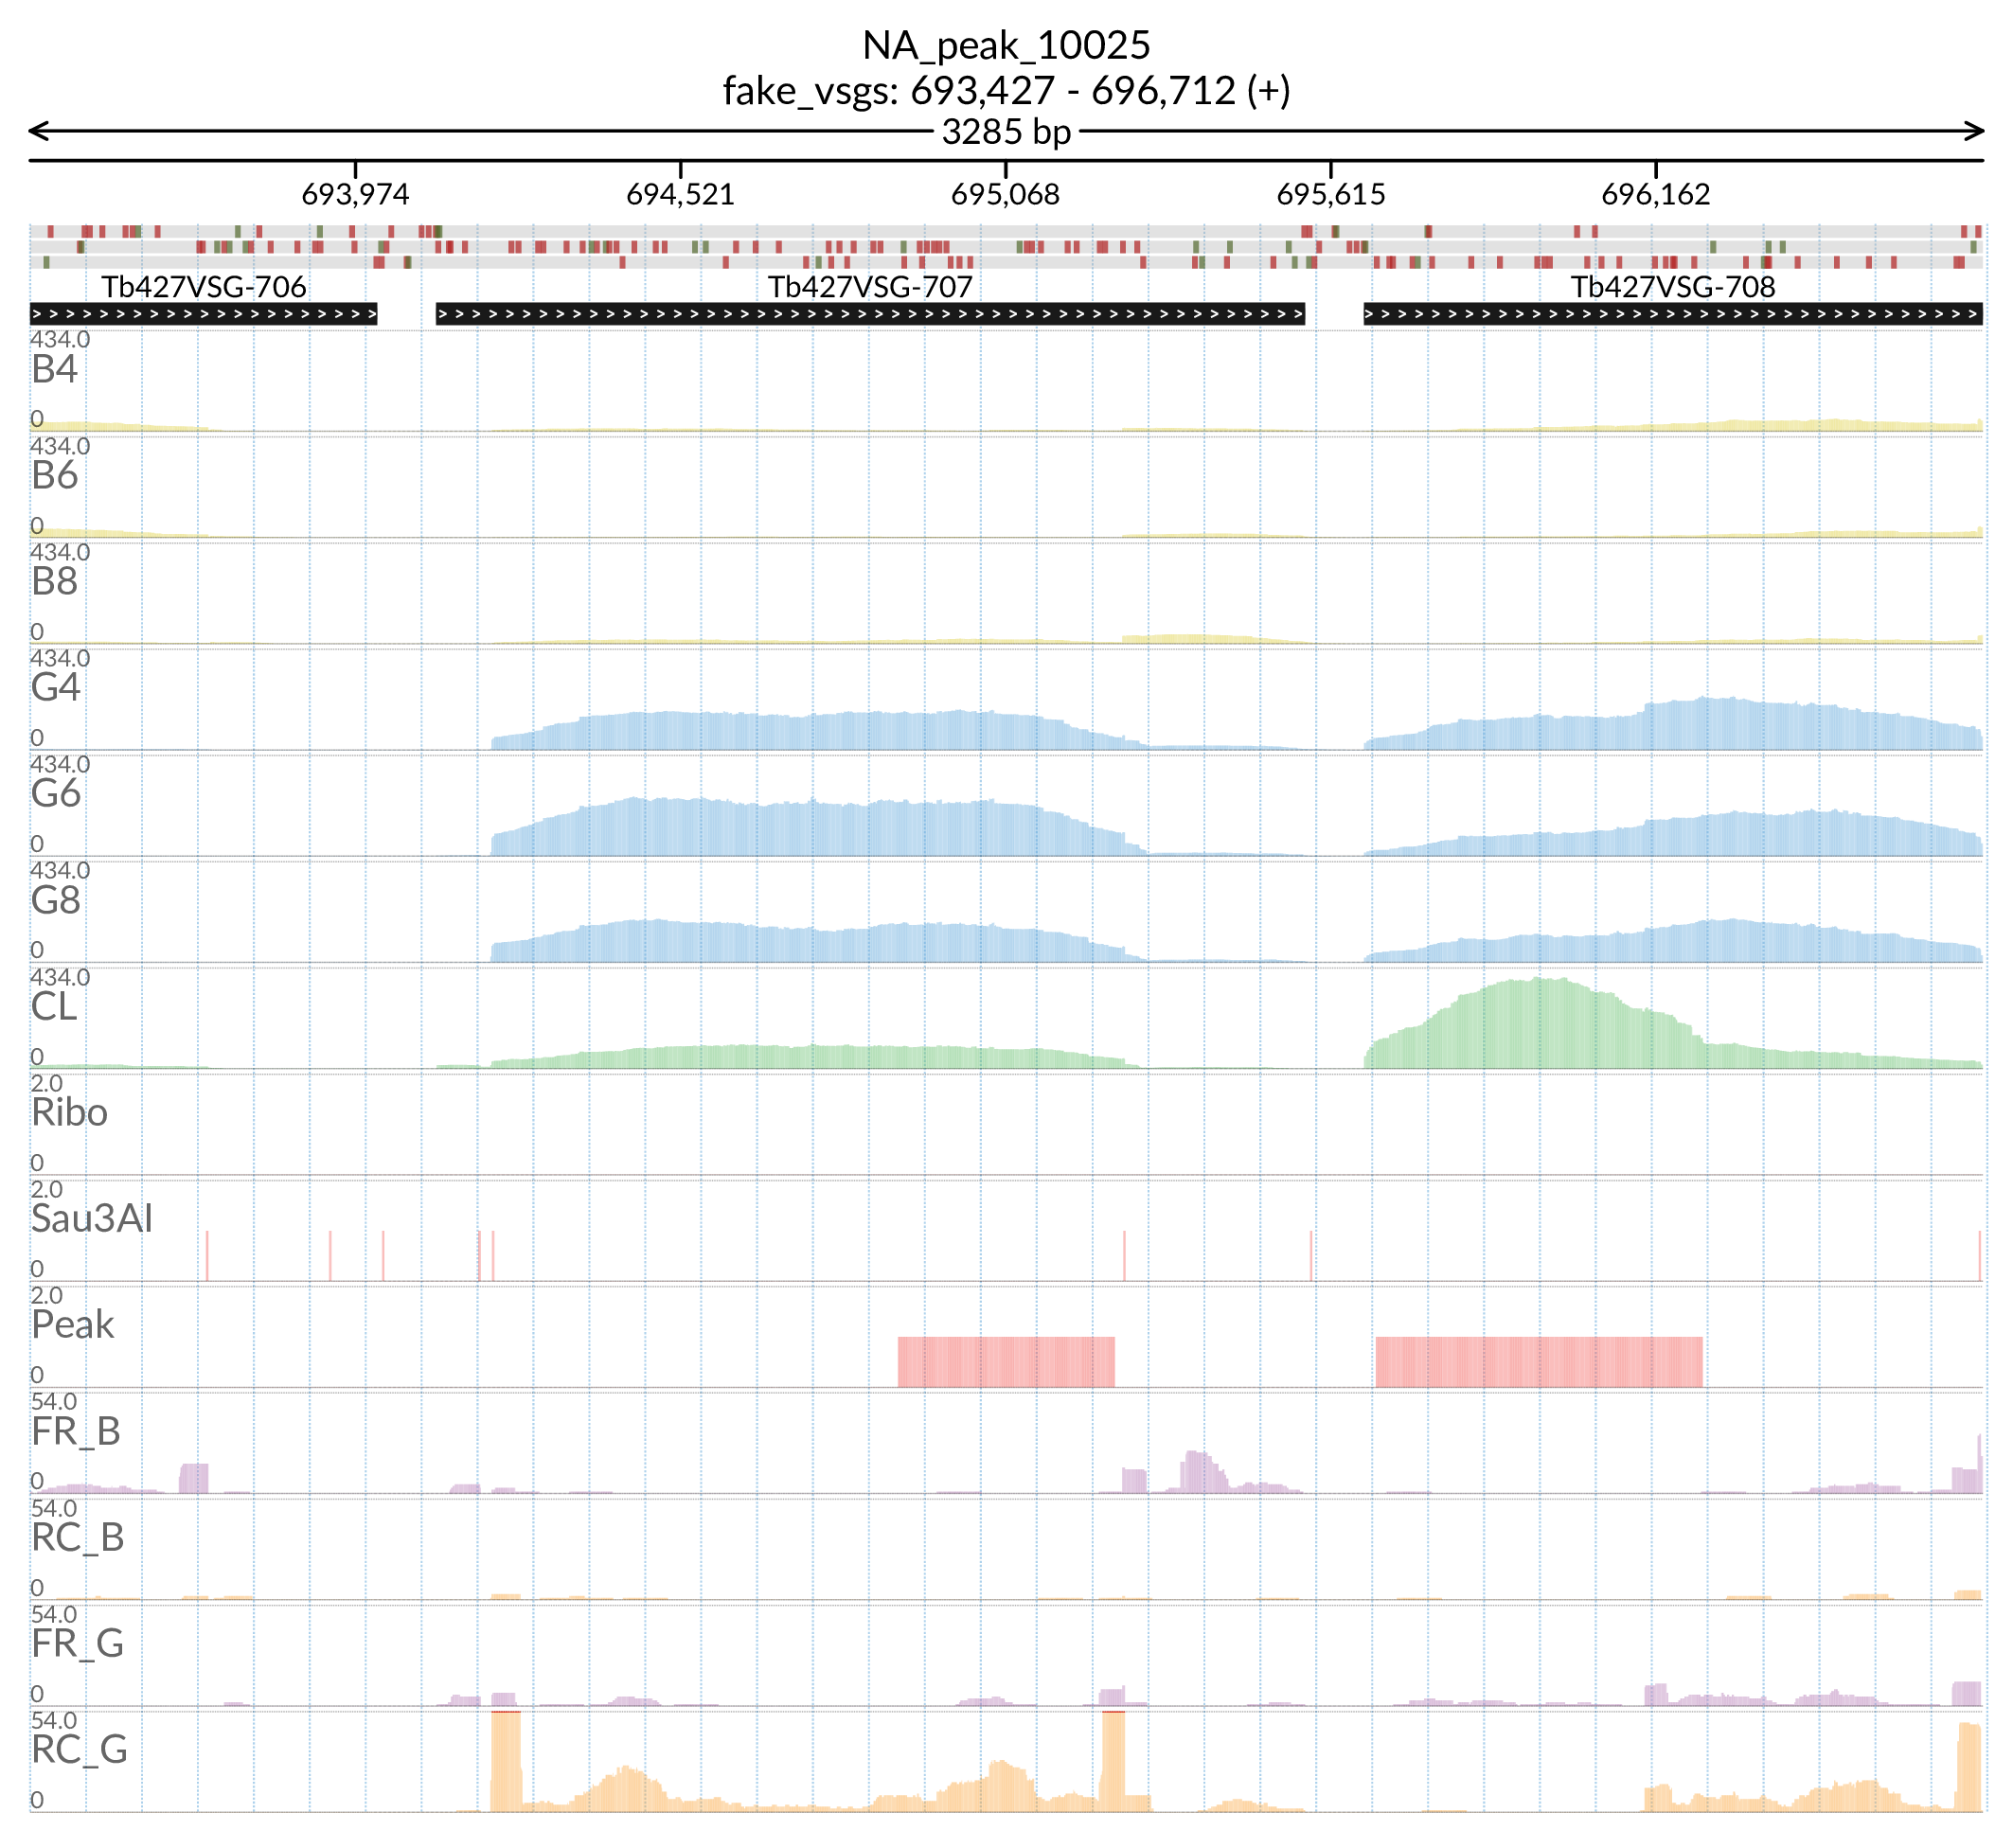 NA_peak_10025
fake_vsgs: 693,427 - 696,712 (+)
3285 bp
693,974 694,521 695,068 695,615 696,162
Tb427VSG-706 Tb427VSG-707 Tb427VSG-708
434.0
B4
0
434.0
B6
0
434.0
B8
0
434.0
G4
0
434.0
G6
0
434.0
G8
0
434.0
CL
0
2.0
Ribo
0
2.0
Sau3AI
0
2.0
Peak
0
54.0
FR_B
0
54.0
RC_B
0
54.0
FR_G
0
54.0
RC_G
0